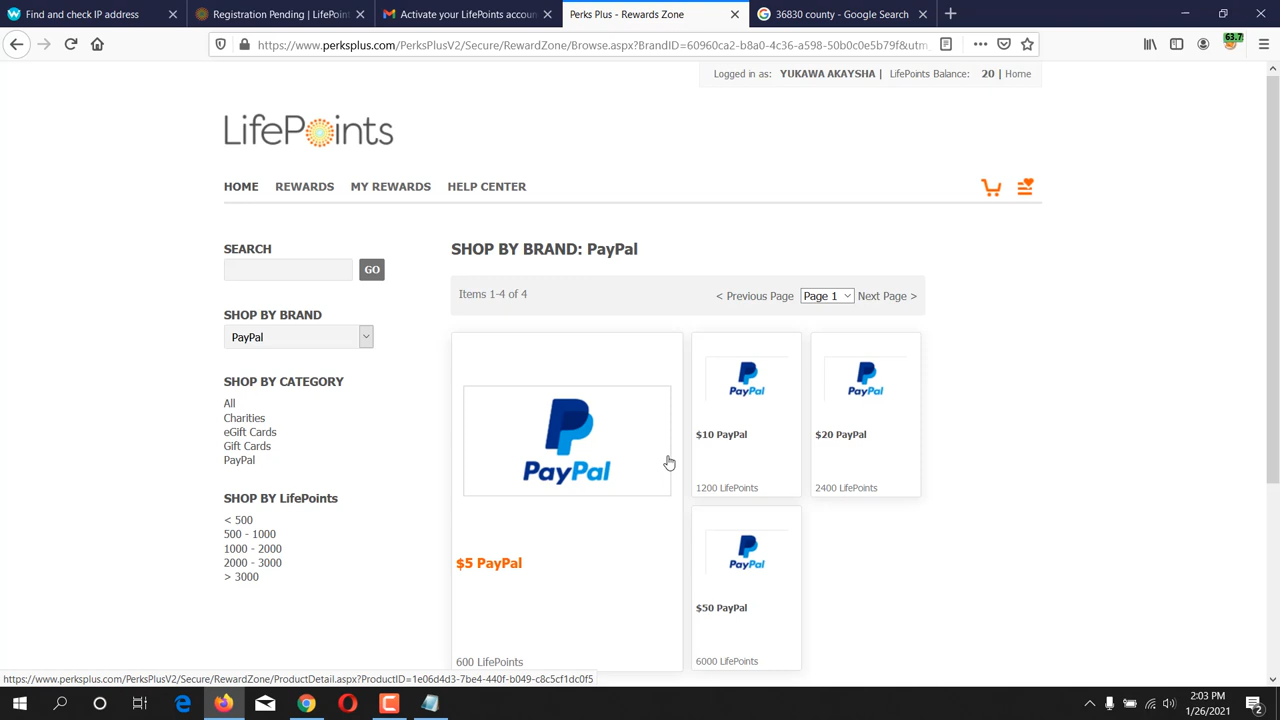 Find and check IP address
Registration Pending | LifePoin
Activate your LifePoints accoun
Perks Plus - Rewards Zone
36830 county - Google Search
https://www.perksplus.com/PerksPlusV2/Secure/RewardZone/Browse.aspx?BrandID=60960ca2-b8a0-4c36-a598-50b0c0e5b79f&utm_
63.7
Logged in as: YUKAWA AKAYSHA | LifePoints Balance: 20 | Home
LifePoints
HOME REWARDS MY REWARDS HELP CENTER
SEARCH
GO
SHOP BY BRAND
PayPal
SHOP BY CATEGORY
All
Charities
eGift Cards
Gift Cards
PayPal
SHOP BY LifePoints
< 500
500 - 1000
1000 - 2000
2000 - 3000
> 3000
SHOP BY BRAND: PayPal
Items 1-4 of 4
< Previous Page Page 1 Next Page >
PayPal
$5 PayPal
600 LifePoints
PayPal
$10 PayPal
1200 LifePoints
PayPal
$20 PayPal
2400 LifePoints
PayPal
$50 PayPal
6000 LifePoints
https://www.perksplus.com/PerksPlusV2/Secure/RewardZone/ProductDetail.aspx?ProductID=1e06d4d3-7be4-440f-b049-c8c5cf1dc0f5
2:03 PM
1/26/2021
2